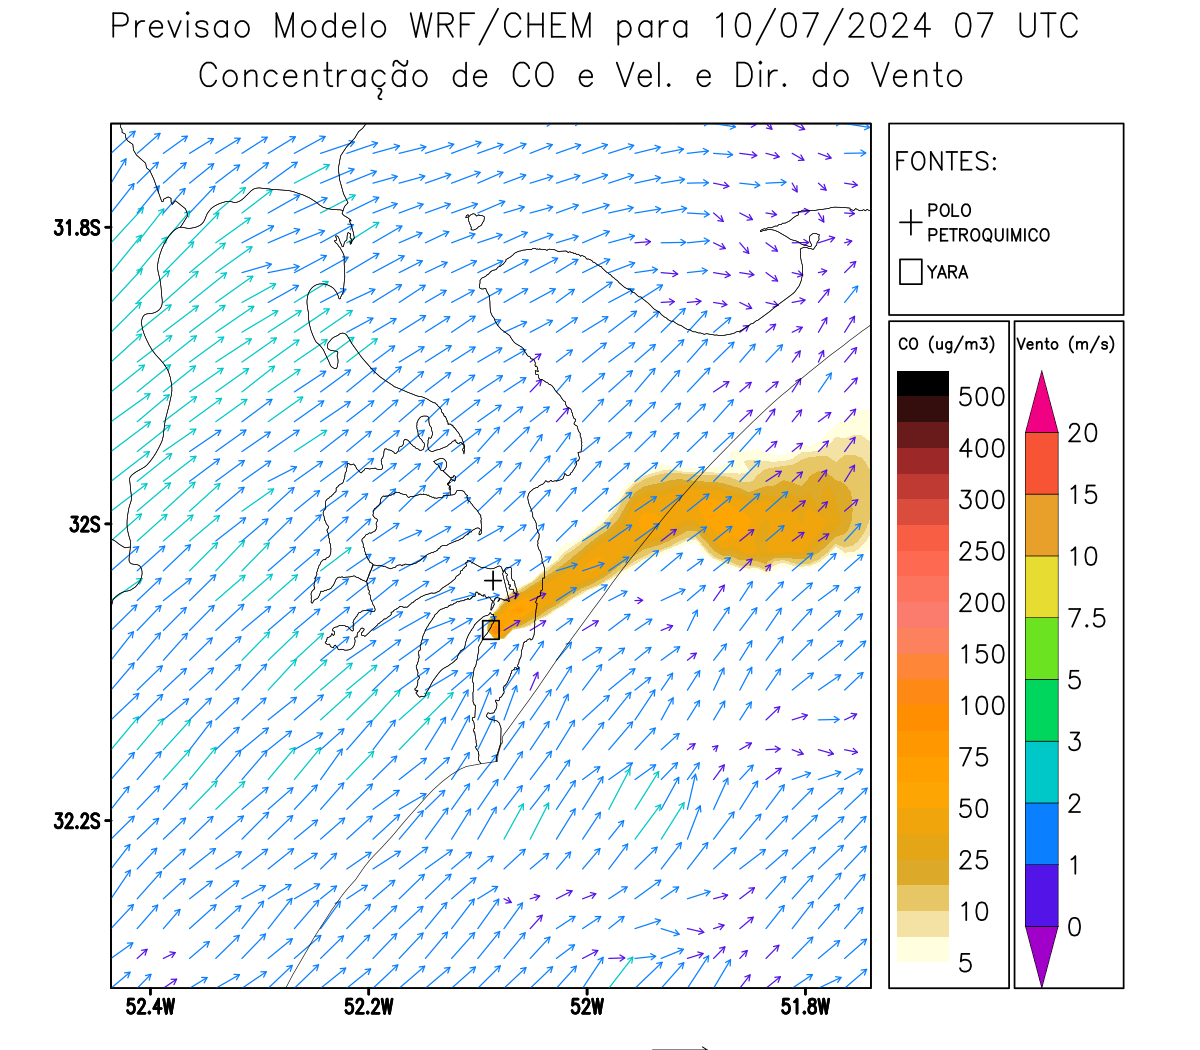 Previsao Modelo WRF/CHEM para 10/07/2024 07 UTC
Concentração de CO e Vel. e Dir. do Vento
FONTES:
POLO
PETROQUIMICO
YARA
CO (ug/m3)
500
400
300
250
200
150
100
75
50
25
10
5
Vento (m/s)
20
15
10
7.5
5
3
2
1
0
31.8S
32S
32.2S
52.4W
52.2W
52W
51.8W